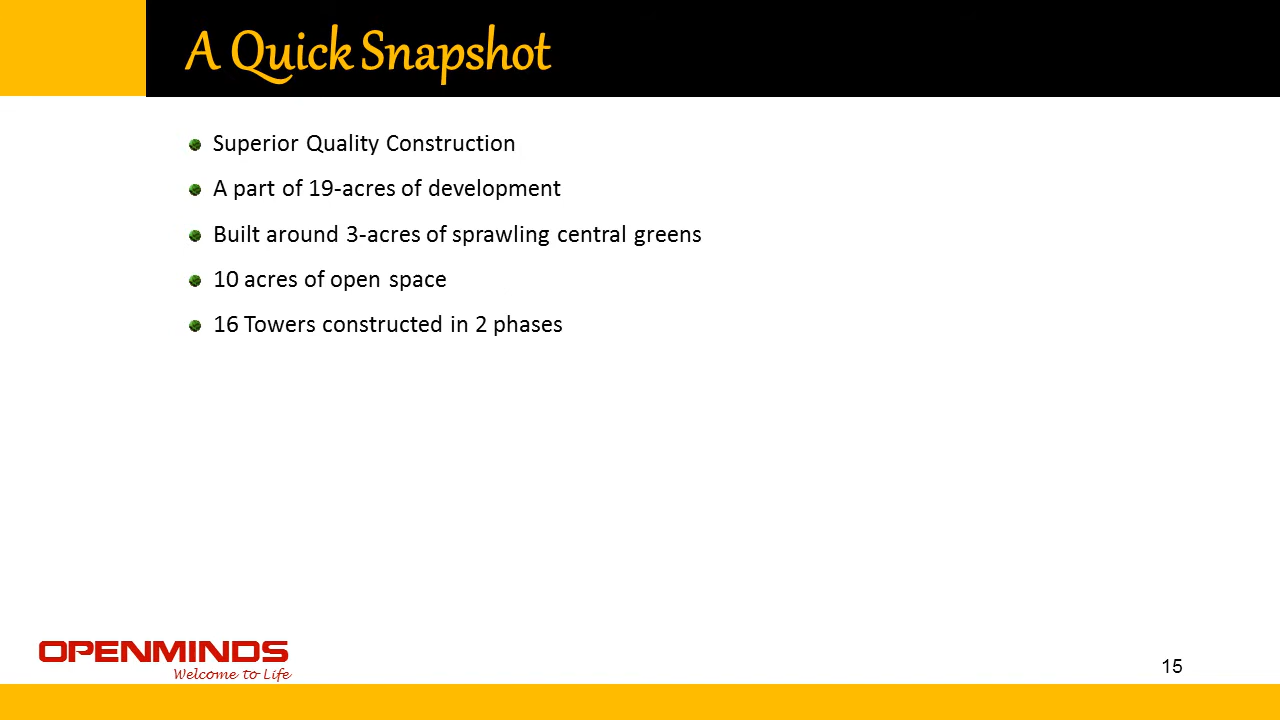 A Quick Snapshot
Superior Quality Construction
A part of 19-acres of development
Built around 3-acres of sprawling central greens
10 acres of open space
16 Towers constructed in 2 phases
OPENMINDS
Welcome to Life
15